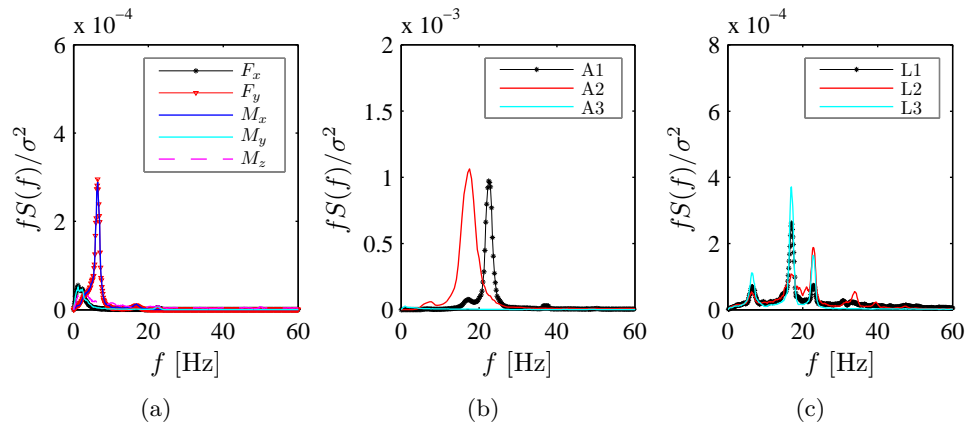 x 10⁻⁴
6
4
2
0
0 20 40 60
fS(f)/σ²
f [Hz]
F_x
F_y
M_x
M_y
M_z
(a)
x 10⁻³
2
1.5
1
0.5
0
0 20 40 60
fS(f)/σ²
f [Hz]
A1
A2
A3
(b)
x 10⁻⁴
8
6
4
2
0
0 20 40 60
fS(f)/σ²
f [Hz]
L1
L2
L3
(c)